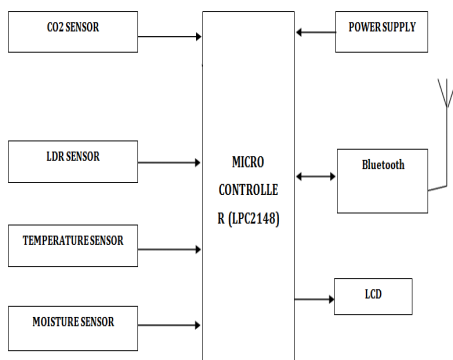 CO2 SENSOR
POWER SUPPLY
LDR SENSOR
MICRO
CONTROLLE
R (LPC2148)
Bluetooth
TEMPERATURE SENSOR
LCD
MOISTURE SENSOR